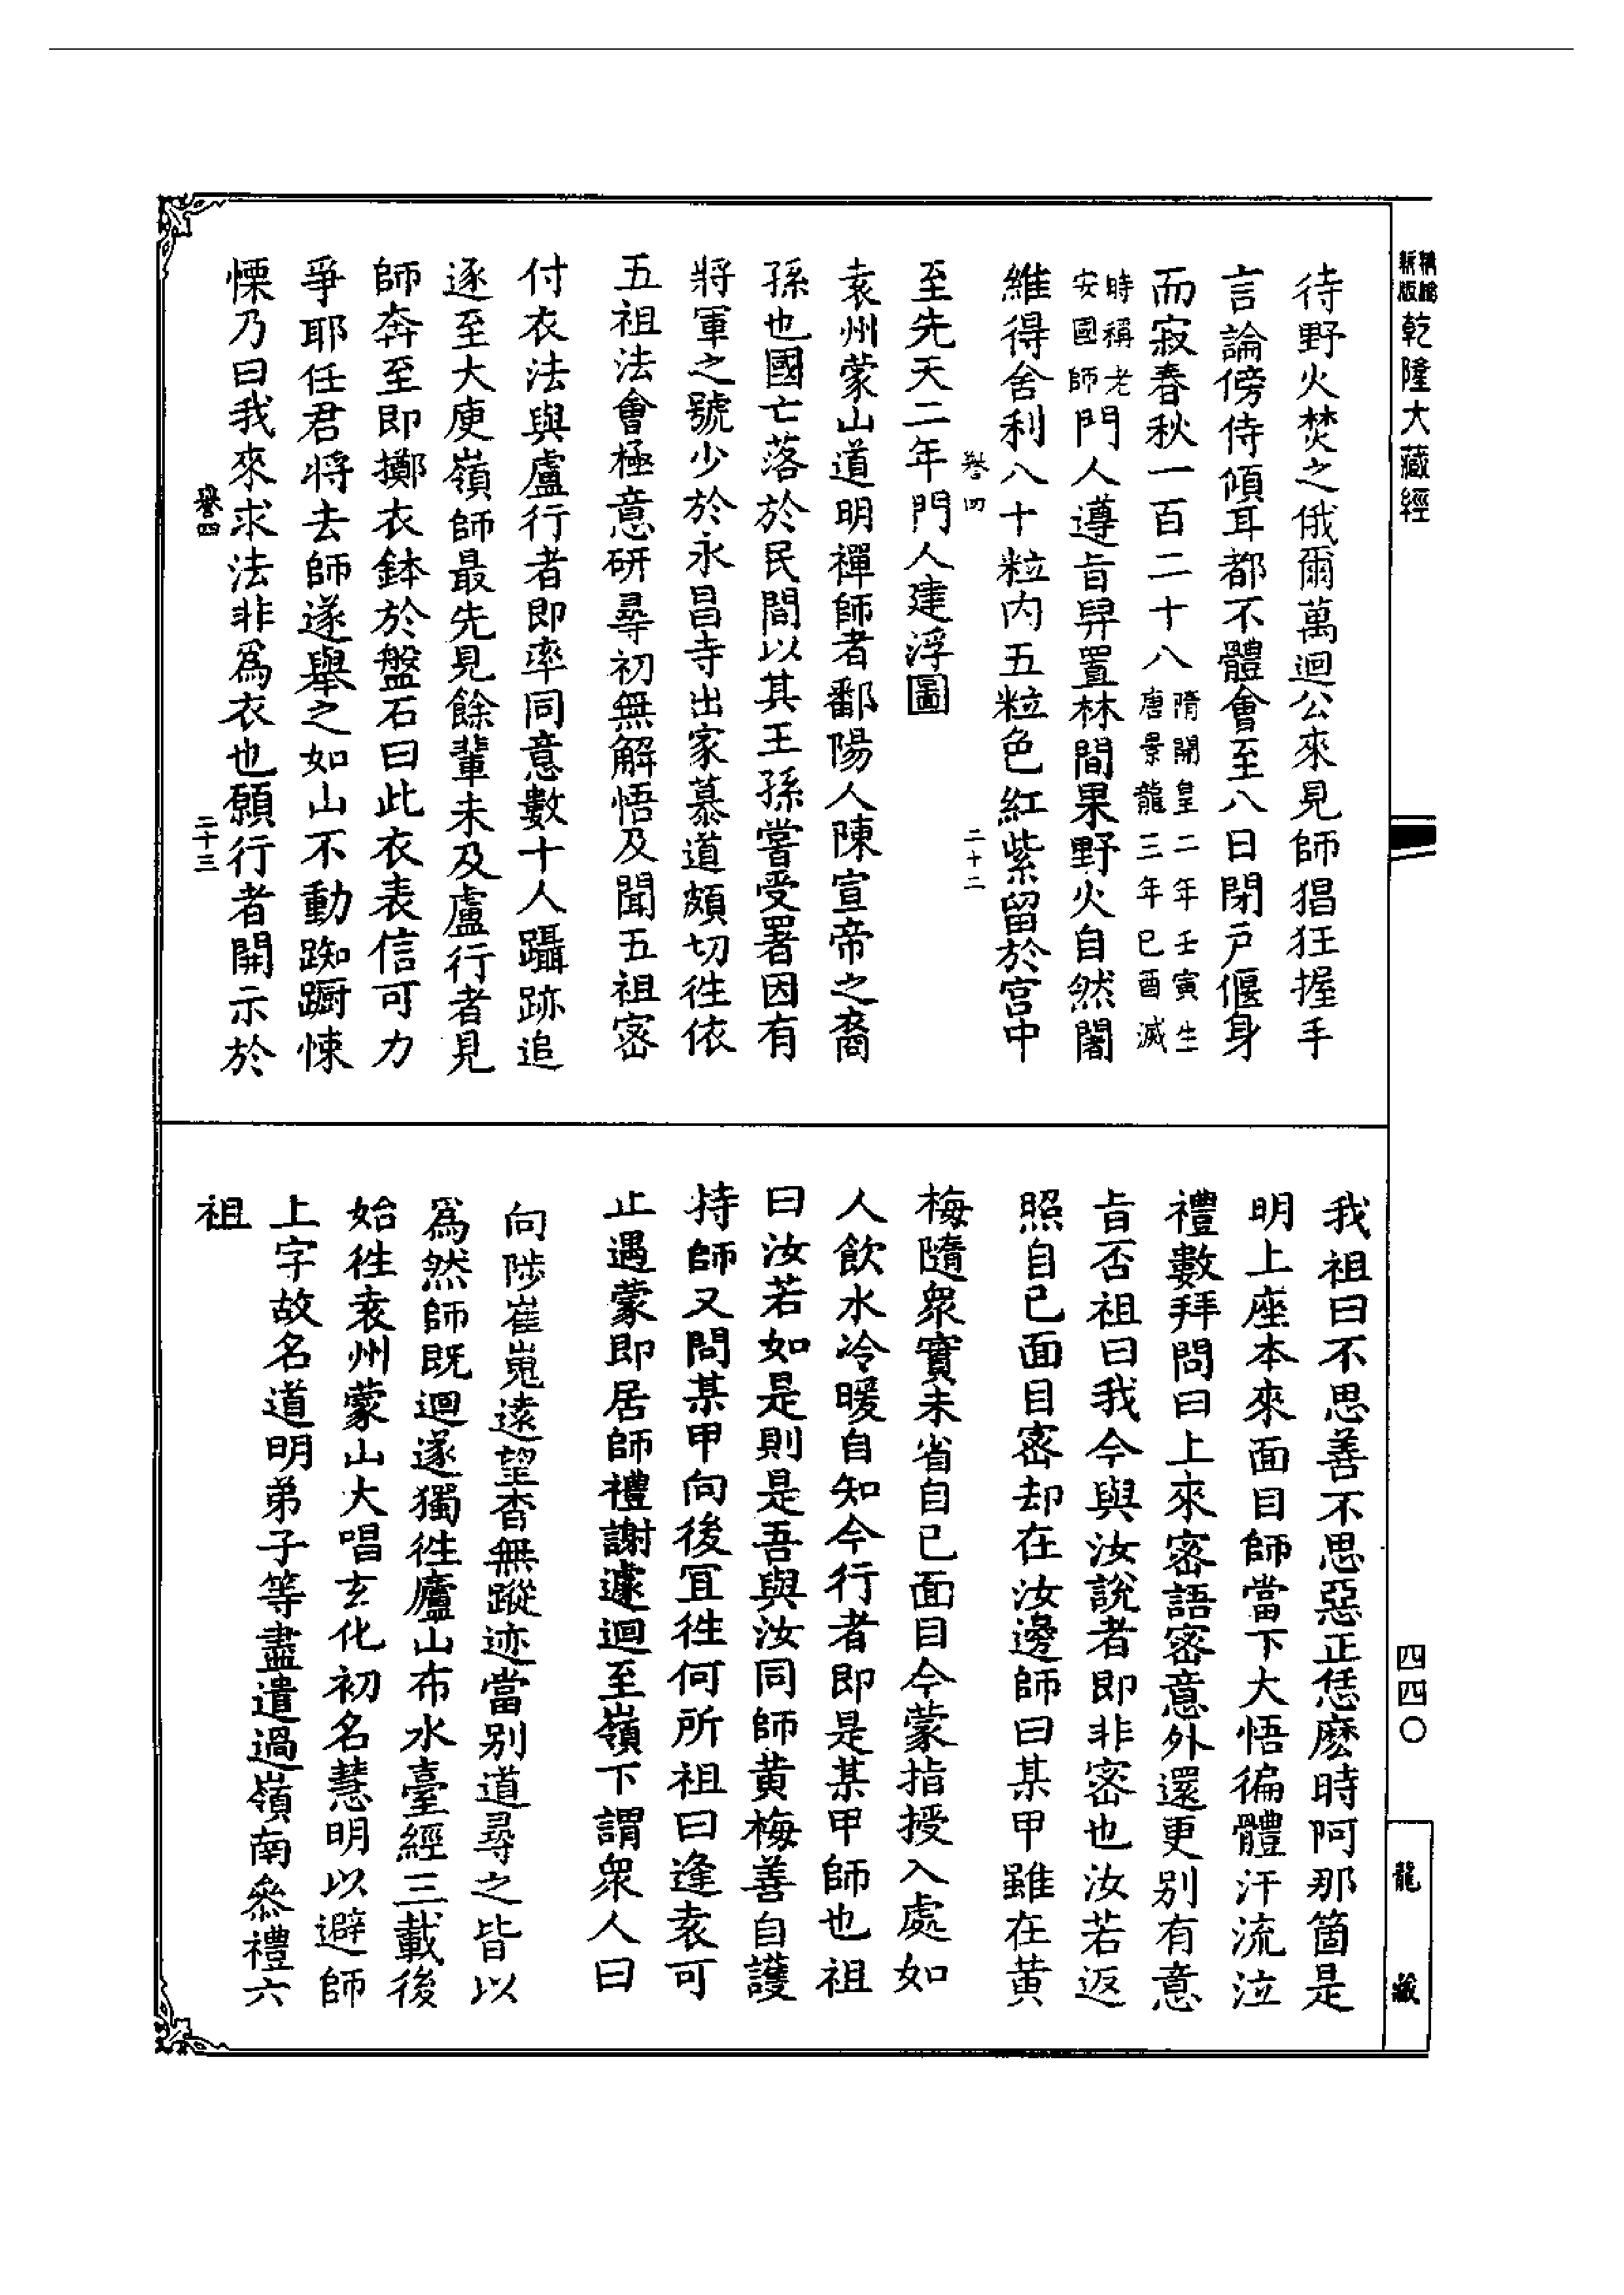 精縮
新版
乾隆大藏經
待野火焚之俄爾萬迴公來見師猖狂握手
言論傍侍傾耳都不體會至八日閉戸偃身
而寂春秋一百二十八隋開皇二年壬寅生唐景龍三年巳酉滅
時稱老安國師門人遵旨舁置林間果野火自然闍
維得舍利八十粒内五粒色紅紫留於宫中
誉四
二十二
至先天二年門人建浮圖
袁州蒙山道明禪師者鄱陽人陳宣帝之裔
孫也國亡落於民間以其王孫嘗受署因有
將軍之號少於永昌寺出家慕道頗切徃依
五祖法會極意研尋初無解悟及聞五祖密
付衣法與盧行者即率同意數十人躡跡追
逐至大庾嶺師最先見餘輩未及盧行者見
師奔至即擲衣鉢於盤石曰此衣表信可力
爭耶任君將去師遂舉之如山不動踟蹰悚
慄乃曰我來求法非爲衣也願行者開示於
誉四
二十三
我祖曰不思善不思惡正恁麽時阿那箇是
明上座本來面目師當下大悟徧體汗流泣
禮數拜問曰上來密語密意外還更別有意
旨否祖曰我今與汝說者即非密也汝若返
照自已面目密却在汝邊師曰某甲雖在黄
梅隨衆實未省自已面目今蒙指授入處如
人飲水冷暖自知今行者即是某甲師也祖
曰汝若如是則是吾與汝同師黄梅善自護
持師又問某甲向後冝徃何所祖曰逢袁可
止遇蒙即居師禮謝遽迴至嶺下謂衆人曰
向陟崔嵬遠望杳無蹤迹當别道尋之皆以
爲然師既迴遂獨徃廬山布水臺經三載後
始徃袁州蒙山大唱玄化初名慧明以避師
上字故名道明弟子等盡遣過嶺南叅禮六
祖
四四〇
龍藏